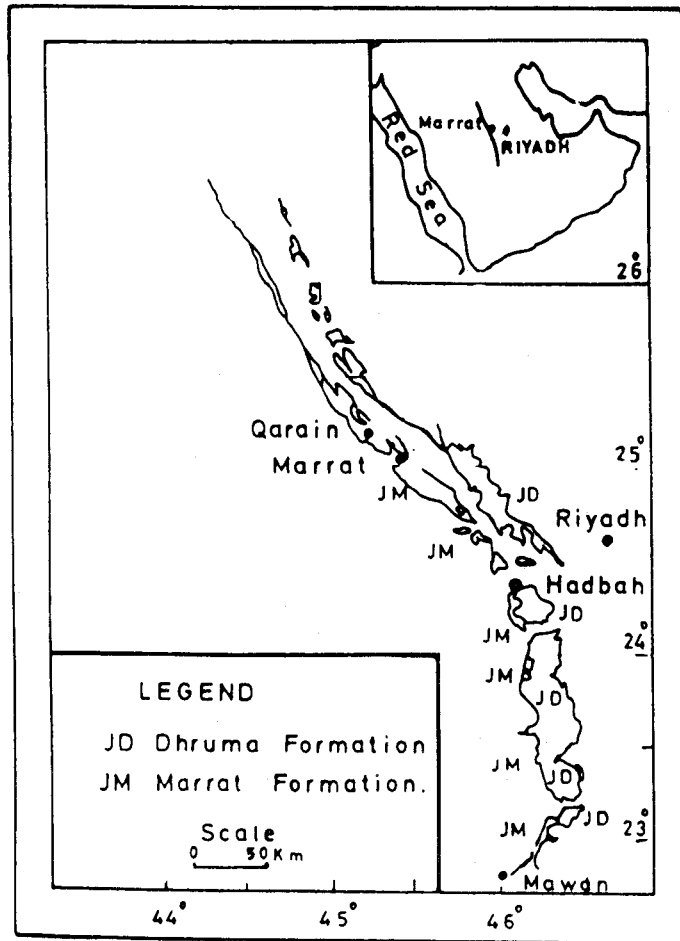 Red Sea
Marrat
RIYADH
26°
Qarain
Marrat
25°
JM
JD
Riyadh
JM
Hadbah
JD
JM
24°
JM
JD
LEGEND
JD Dhruma Formation
JM Marrat Formation.
JM
JD
JD
JM
23°
Scale
0 50Km
Mawan
44° 45° 46°